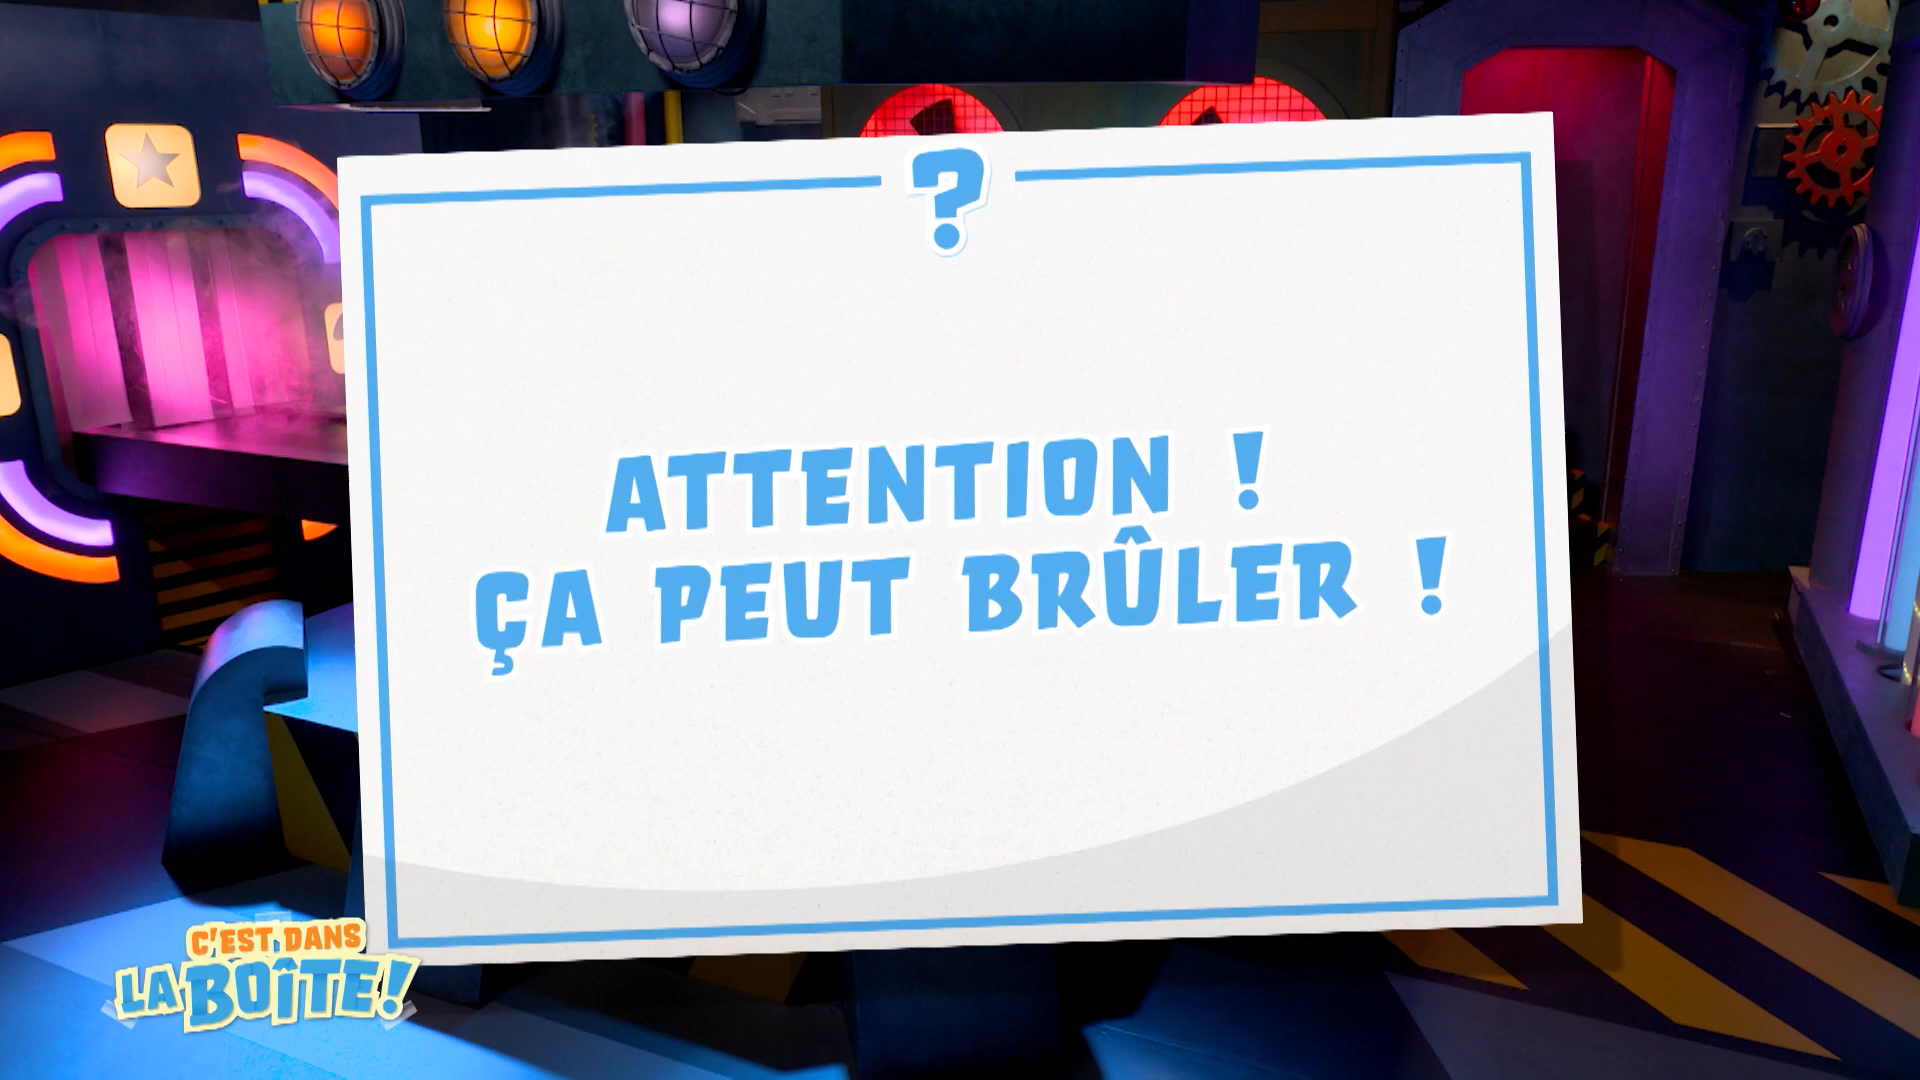 ?
ATTENTION !
ÇA PEUT BRÛLER !
C'EST DANS
LA BOÎTE!